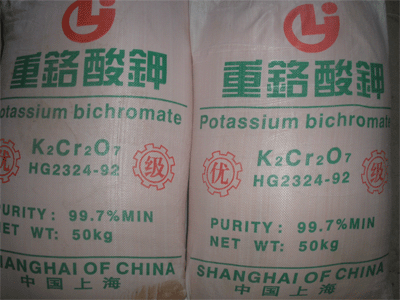 重鉻酸鉀
otassium bichromate
K2Cr2O7
HG2324-92
优 级
PURITY: 99.7%MIN
NET WT: 50kg
SHANGHAI OF CHINA
中国上海
重鉻酸鉀
Potassium bichromate
K2Cr2O7
HG2324-92
优 级
PURITY: 99.7%MIN
NET WT: 50kg
SHANGHAI OF CHINA
中国上海